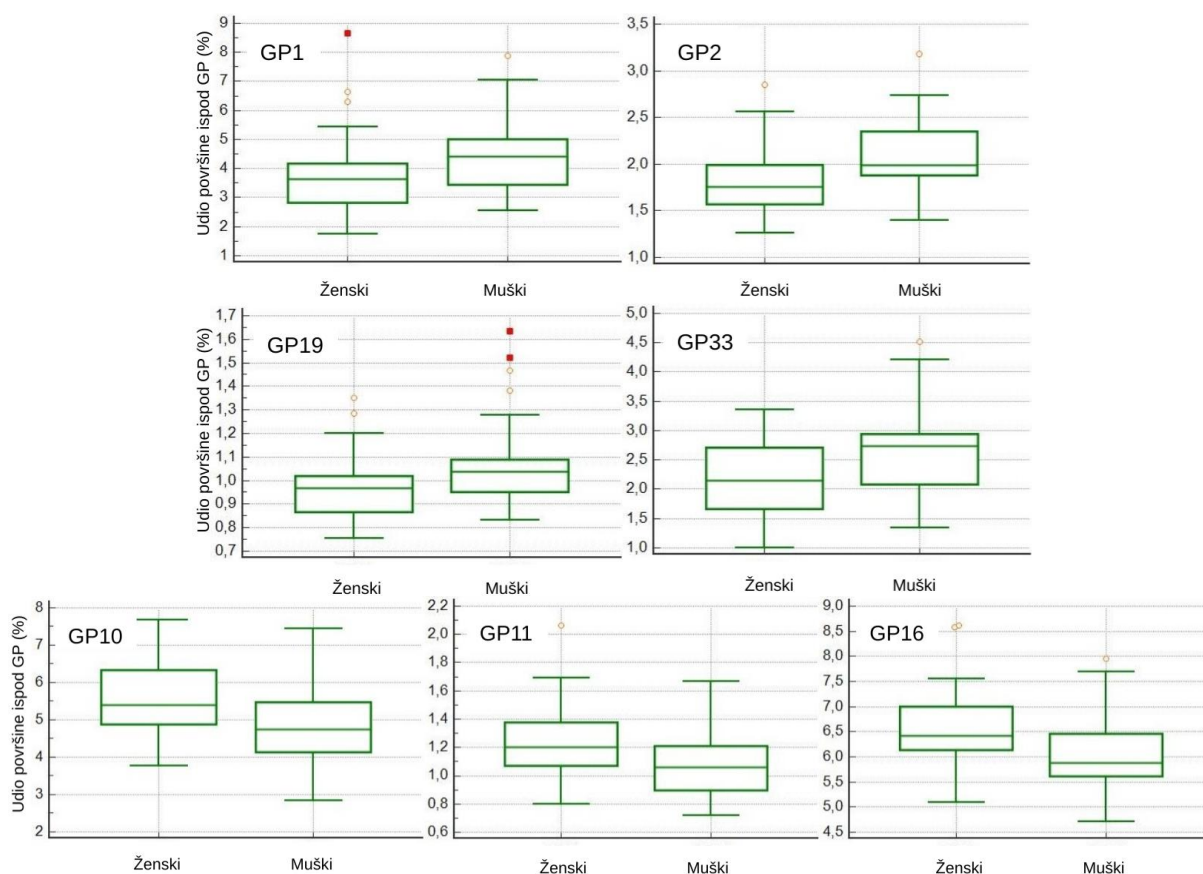 Udio površine ispod GP (%)
GP1
9
8
7
6
5
4
3
2
1
Ženski
Muški
GP2
3,5
3,0
2,5
2,0
1,5
1,0
Ženski
Muški
Udio površine ispod GP (%)
GP19
1,7
1,6
1,5
1,4
1,3
1,2
1,1
1,0
0,9
0,8
0,7
Ženski
Muški
GP33
5,0
4,5
4,0
3,5
3,0
2,5
2,0
1,5
1,0
Ženski
Muški
Udio površine ispod GP (%)
GP10
8
7
6
5
4
3
2
Ženski
Muški
GP11
2,2
2,0
1,8
1,6
1,4
1,2
1,0
0,8
0,6
Ženski
Muški
GP16
9,0
8,5
8,0
7,5
7,0
6,5
6,0
5,5
5,0
4,5
Ženski
Muški